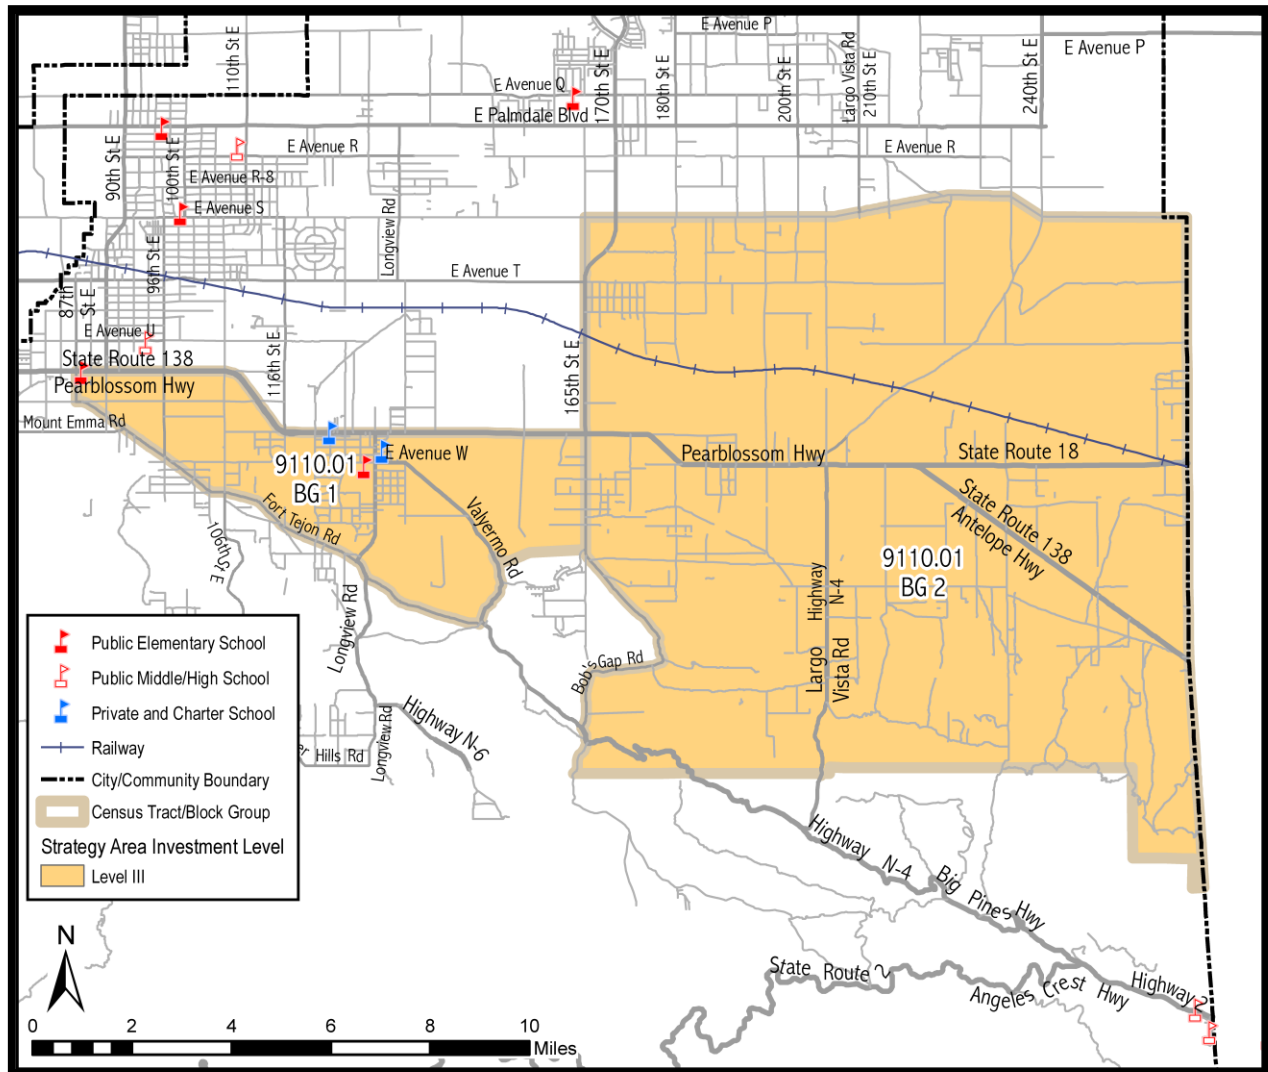 E Avenue P
E Avenue P
110th St E
170th St E
180th St E
200th St E
Largo Vista Rd
210th St E
240th St E
E Avenue Q
E Palmdale Blvd
90th St E
100th St E
E Avenue R
E Avenue R
E Avenue R-8
E Avenue S
Longview Rd
96th St E
E Avenue T
87th
St E
E Avenue U
State Route 138
Pearblossom Hwy
116th St E
165th St E
Mount Emma Rd
E Avenue W
Pearblossom Hwy
State Route 18
9110.01
BG 1
Fort Tejon Rd
Valyermo Rd
State Route 138
Antelope Hwy
106th St E
9110.01
BG 2
Highway
N-4
Largo
Vista Rd
Longview Rd
Bob's Gap Rd
Longview Rd
Highway N-6
er Hills Rd
Public Elementary School
Public Middle/High School
Private and Charter School
Railway
City/Community Boundary
Census Tract/Block Group
Strategy Area Investment Level
Level III
Highway N-4
Big Pines Hwy
State Route 2
Angeles Crest Hwy
Highway 2
N
0 2 4 6 8 10
Miles